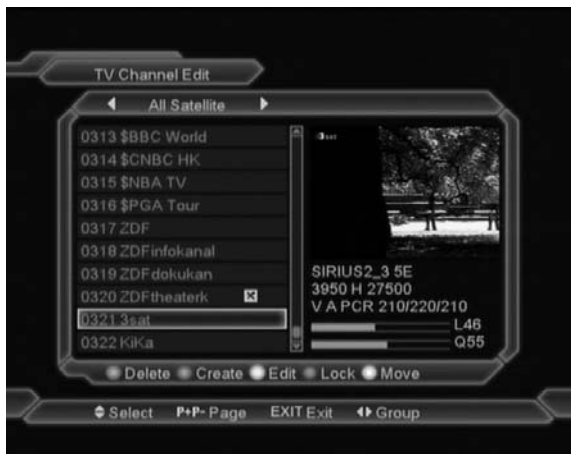 TV Channel Edit
All Satellite
0313 $BBC World
0314 $CNBC HK
0315 $NBA TV
0316 $PGA Tour
0317 ZDF
0318 ZDFinfokanal
0319 ZDFdokukan
0320 ZDFtheaterk
0321 3sat
0322 KiKa
3sat
SIRIUS2_3 5E
3950 H 27500
V A PCR 210/220/210
L46
Q55
Delete Create Edit Lock Move
Select P+P- Page EXIT Exit Group